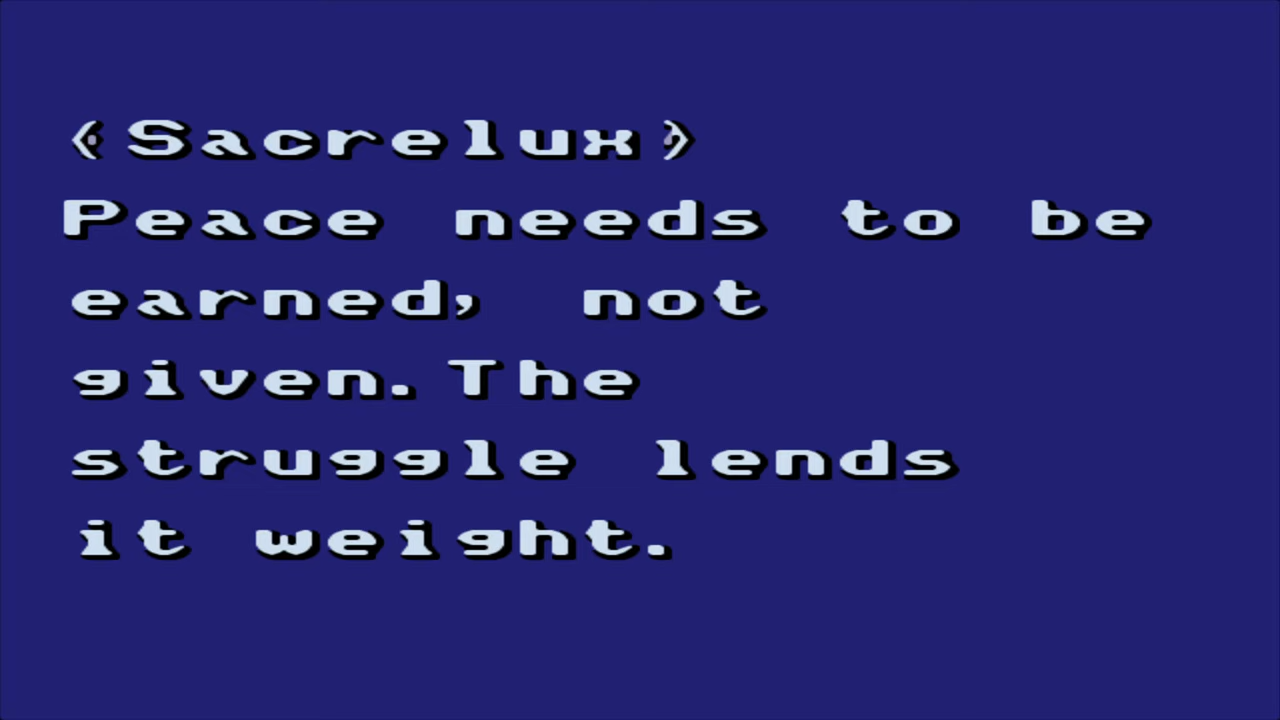 《Sacrelux》
Peace needs to be
earned, not
given.The
struggle lends
it weight.